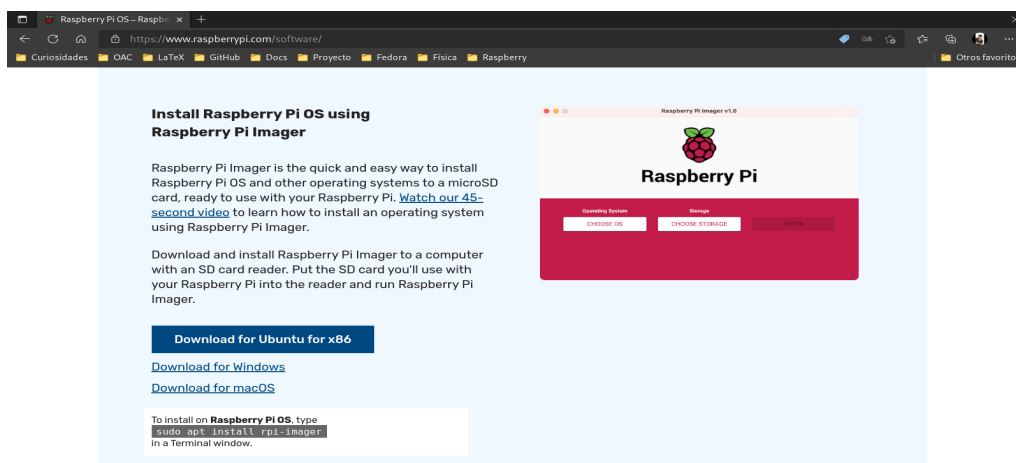 Raspberry Pi OS – Raspbe
https://www.raspberrypi.com/software/
Curiosidades OAC LaTeX GitHub Docs Proyecto Fedora Física Raspberry Otros favorito
Install Raspberry Pi OS using
Raspberry Pi Imager
Raspberry Pi Imager is the quick and easy way to install
Raspberry Pi OS and other operating systems to a microSD
card, ready to use with your Raspberry Pi. Watch our 45-
second video to learn how to install an operating system
using Raspberry Pi Imager.
Download and install Raspberry Pi Imager to a computer
with an SD card reader. Put the SD card you'll use with
your Raspberry Pi into the reader and run Raspberry Pi
Imager.
Download for Ubuntu for x86
Download for Windows
Download for macOS
To install on Raspberry Pi OS, type
sudo apt install rpi-imager
in a Terminal window.
Raspberry Pi Imager v1.6
Raspberry Pi
Operating System Storage
CHOOSE OS CHOOSE STORAGE WRITE